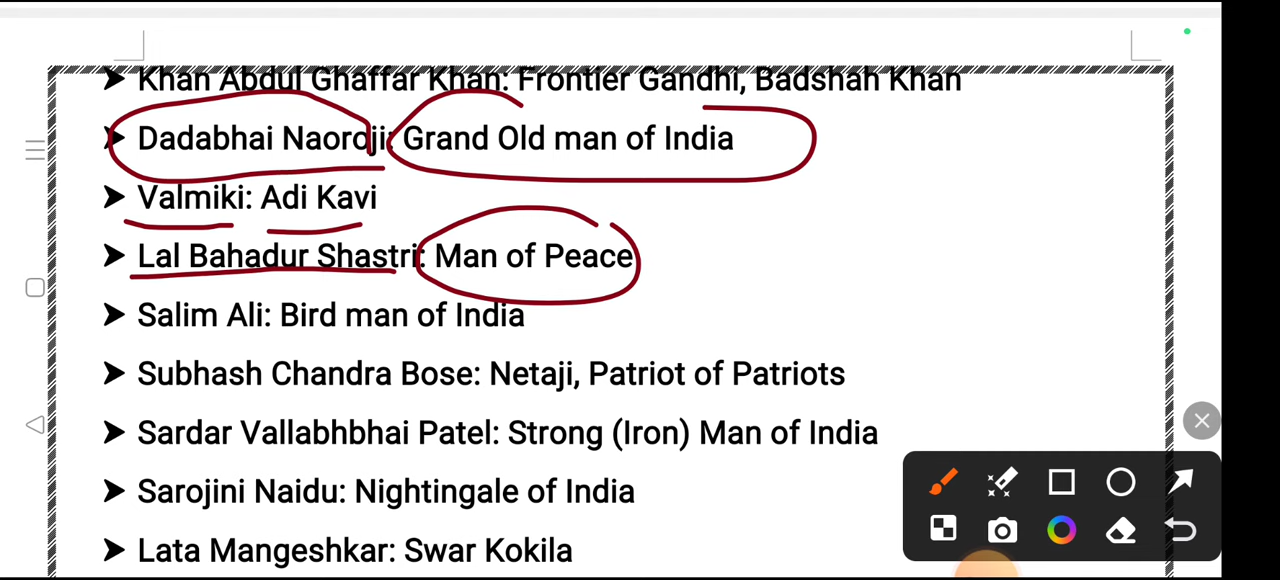 ➤ Khan Abdul Ghaffar Khan: Frontier Gandhi, Badshah Khan
➤ Dadabhai Naoroji: Grand Old man of India
➤ Valmiki: Adi Kavi
➤ Lal Bahadur Shastri: Man of Peace
➤ Salim Ali: Bird man of India
➤ Subhash Chandra Bose: Netaji, Patriot of Patriots
➤ Sardar Vallabhbhai Patel: Strong (Iron) Man of India
➤ Sarojini Naidu: Nightingale of India
➤ Lata Mangeshkar: Swar Kokila